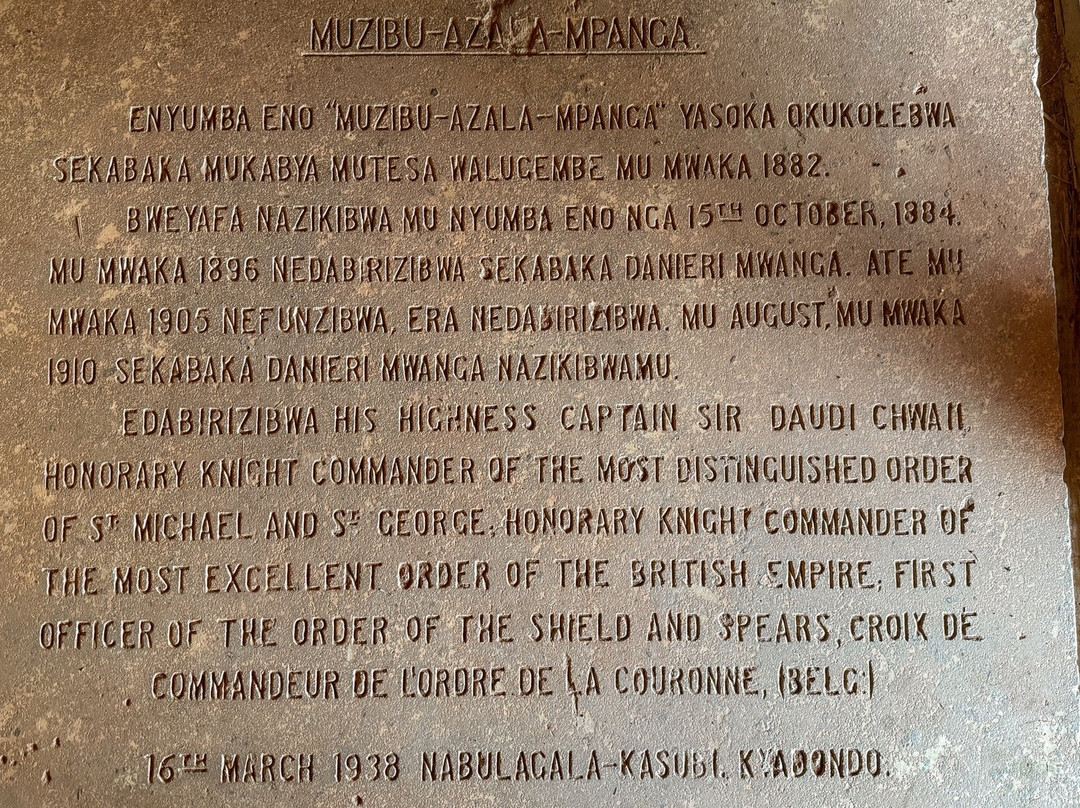 MUZIBU-AZALA-MPANGA.
ENYUMBA ENO "MUZIBU-AZALA-MPANGA" YASOKA OKUKOLEBWA
SEKABAKA MUKABYA MUTESA WALUGEMBE MU MWAKA 1882.
BWEYAFA NAZIKIBWA MU NYUMBA ENO NGA 15TH OCTOBER, 1884.
MU MWAKA 1896 NEDABIRIZIBWA SEKABAKA DANIERI MWANGA. ATE MU
MWAKA 1905 NEFUNZIBWA, ERA NEDABIRIZIBWA. MU AUGUST, MU MWAKA
1910 SEKABAKA DANIERI MWANGA NAZIKIBWAMU.
EDABIRIZIBWA HIS HIGHNESS CAPTAIN SIR DAUDI CHWA II,
HONORARY KNIGHT COMMANDER OF THE MOST DISTINGUISHED ORDER
OF ST MICHAEL AND ST GEORGE; HONORARY KNIGHT COMMANDER OF
THE MOST EXCELLENT ORDER OF THE BRITISH EMPIRE; FIRST
OFFICER OF THE ORDER OF THE SHIELD AND SPEARS, CROIX DE
COMMANDEUR DE L'ORDRE DE LA COURONNE, (BELG:)
16TH MARCH 1938 NABULAGALA-KASUBI. KYADONDO.